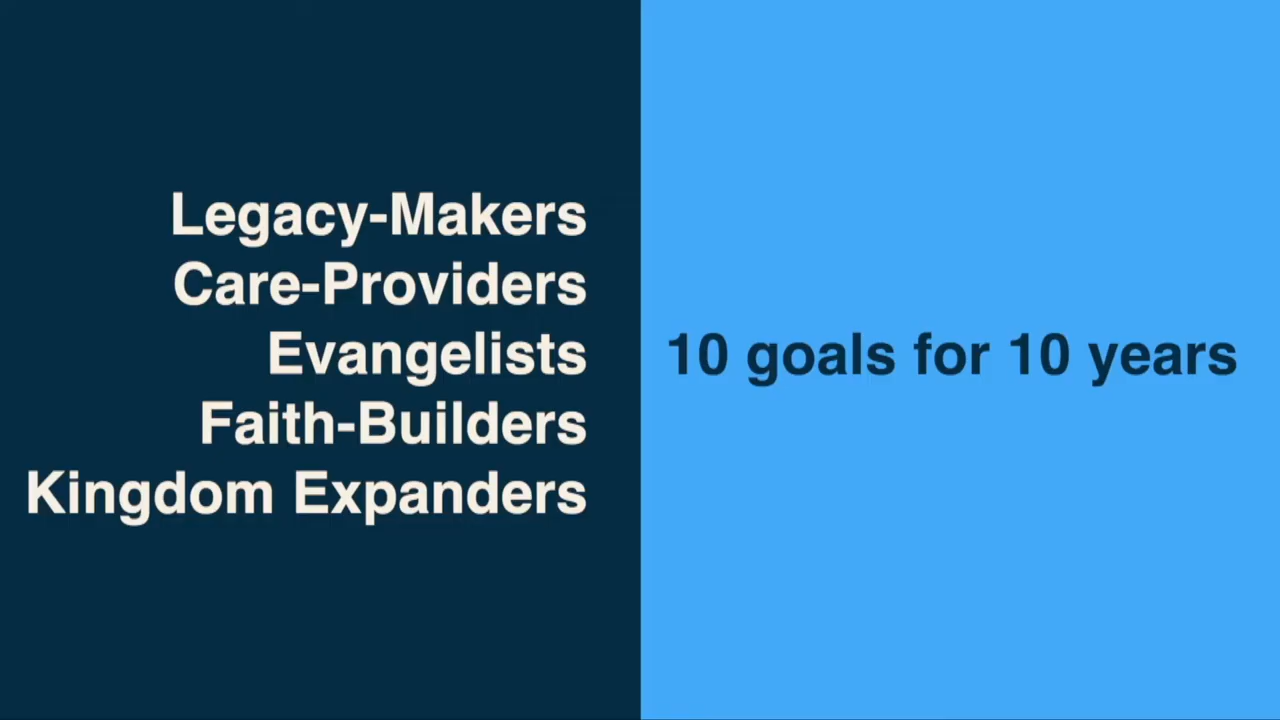 Legacy-Makers
Care-Providers
Evangelists
Faith-Builders
Kingdom Expanders
10 goals for 10 years